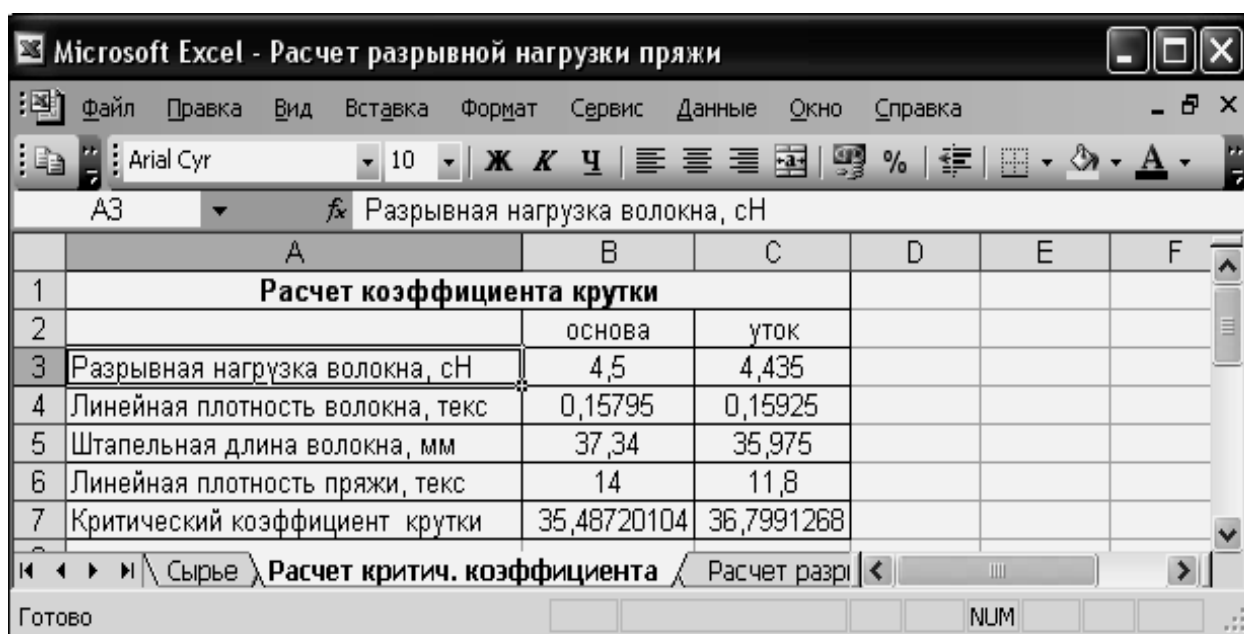 Microsoft Excel - Расчет разрывной нагрузки пряжи
Файл Правка Вид Вставка Формат Сервис Данные Окно Справка
Arial Cyr 10 Ж К Ч % A
A3 fx Разрывная нагрузка волокна, сН
A B C D E F
1 Расчет коэффициента крутки
2 основа уток
3 Разрывная нагрузка волокна, сН 4,5 4,435
4 Линейная плотность волокна, текс 0,15795 0,15925
5 Штапельная длина волокна, мм 37,34 35,975
6 Линейная плотность пряжи, текс 14 11,8
7 Критический коэффициент крутки 35,48720104 36,7991268
Сырье Расчет критич. коэффициента Расчет разр
Готово NUM